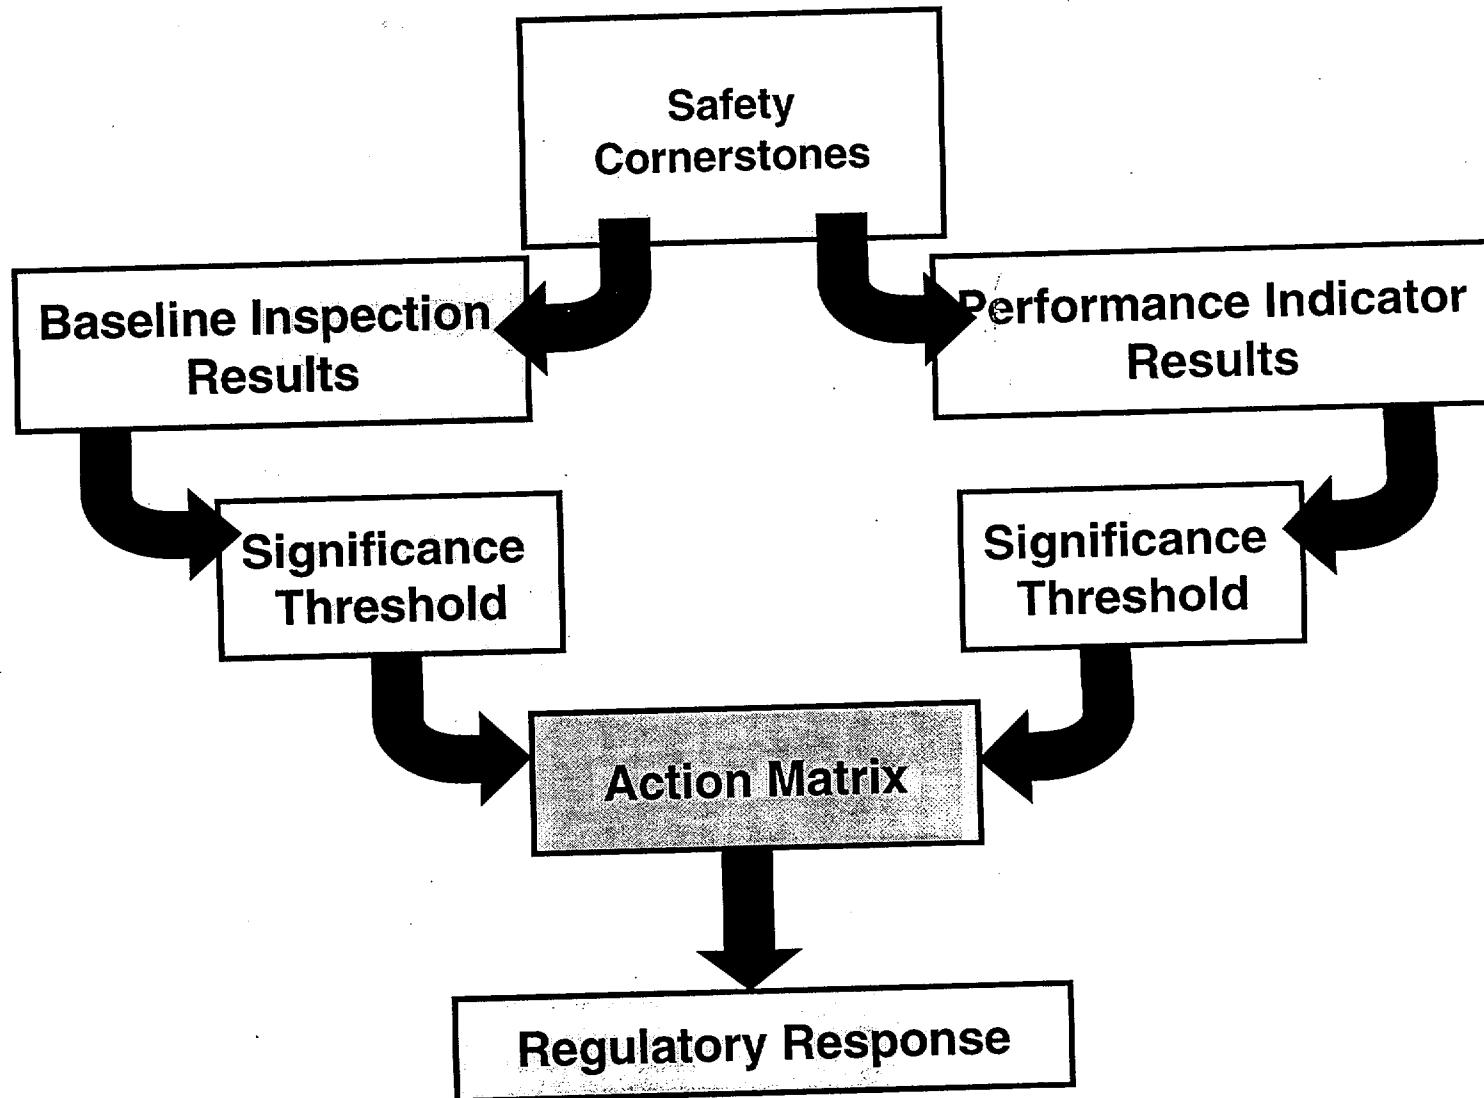 Safety
Cornerstones
Baseline Inspection
Results
Performance Indicator
Results
Significance
Threshold
Significance
Threshold
Action Matrix
Regulatory Response